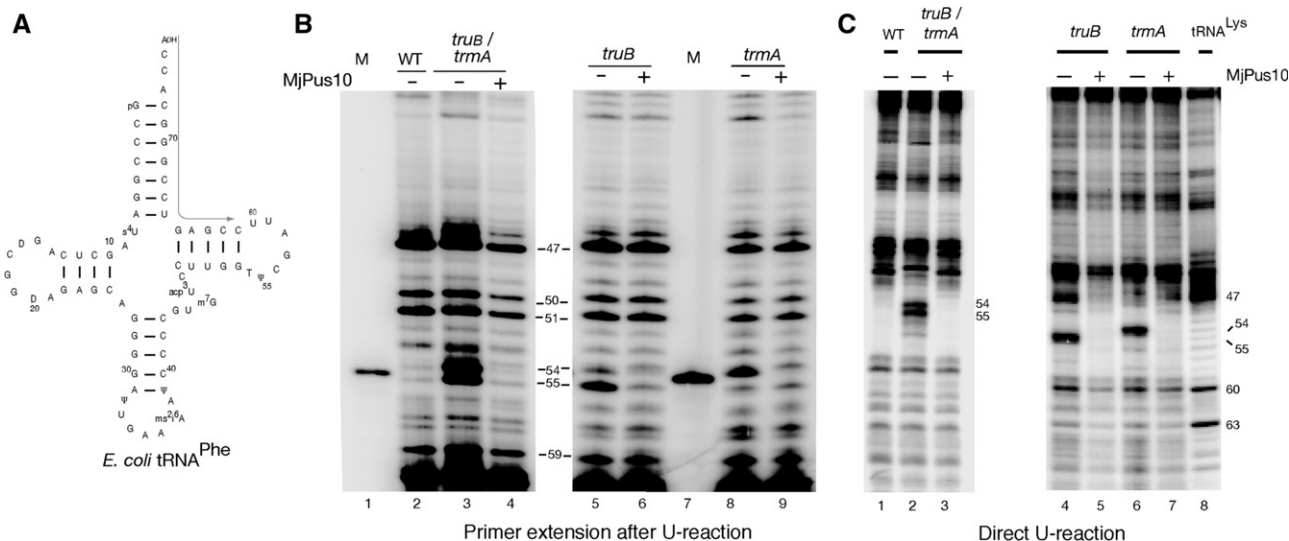 A
AOH
C
C
A
pG C
C G
C G 70
C G
G C
G C
A U
s4U
60
C U U
G A G C C A
G
C U C G 10 A
A
G
D
C
G
G
D
20
G A G A G C
C U U G G T Ψ C
55
acp3
m7G
30
40
Ψ
ms2i6A
E. coli tRNAPhe
B
M
WT
truB /
trmA
truB
M
trmA
MjPus10
– – +
– +
– +
47
50
51
54
55
59
1 2 3 4 5 6 7 8 9
Primer extension after U-reaction
C
WT
truB /
trmA
truB
trmA
tRNALys
– – +
– + – +
MjPus10
54
55
47
54
55
60
63
1 2 3 4 5 6 7 8
Direct U-reaction